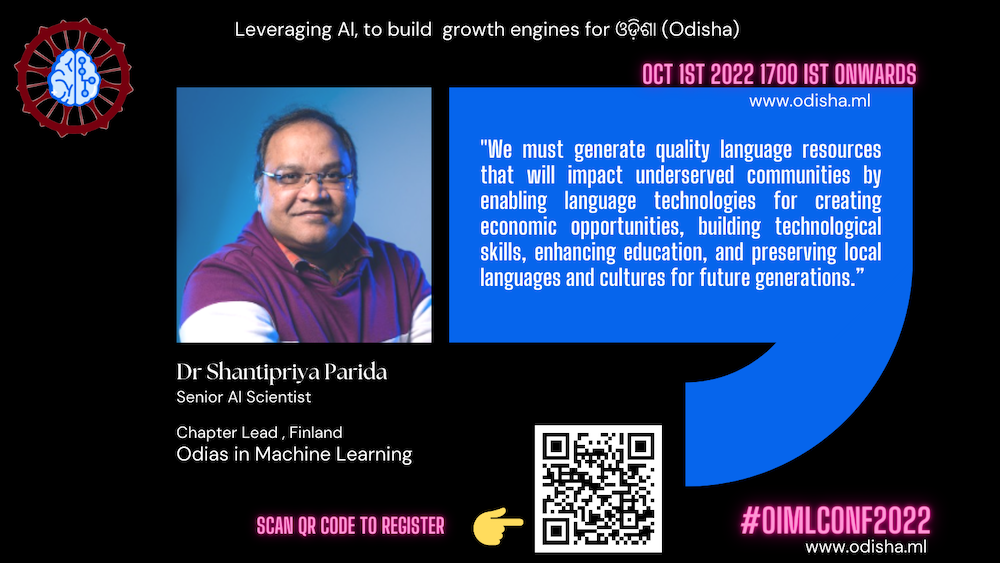 Leveraging AI, to build growth engines for ଓଡ଼ିଶା (Odisha)
OCT 1ST 2022 1700 IST ONWARDS
www.odisha.ml
"We must generate quality language resources
that will impact underserved communities by
enabling language technologies for creating
economic opportunities, building technological
skills, enhancing education, and preserving local
languages and cultures for future generations.”
Dr Shantipriya Parida
Senior AI Scientist
Chapter Lead , Finland
Odias in Machine Learning
SCAN QR CODE TO REGISTER
#OIMLCONF2022
www.odisha.ml